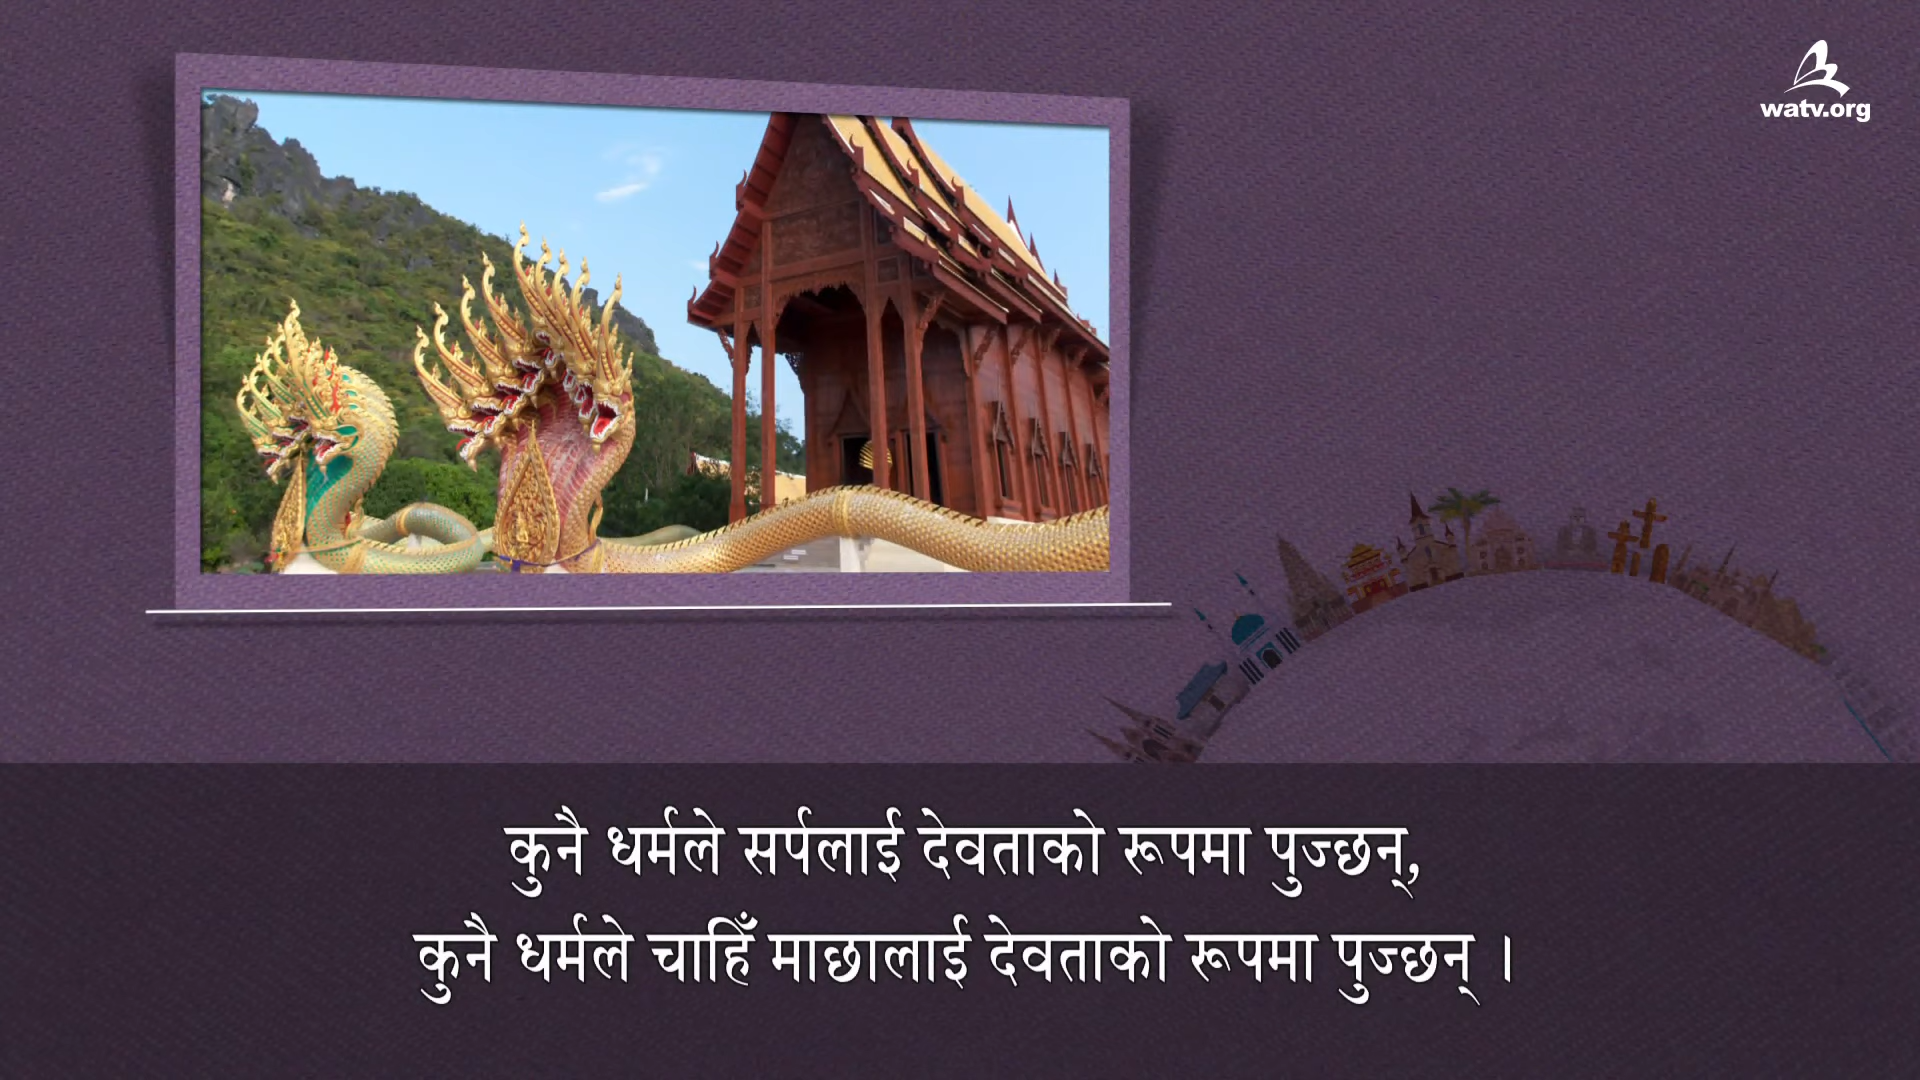 watv.org
कुनै धर्मले सर्पलाई देवताको रूपमा पुज्छन्,
कुनै धर्मले चाहिँ माछालाई देवताको रूपमा पुज्छन् ।